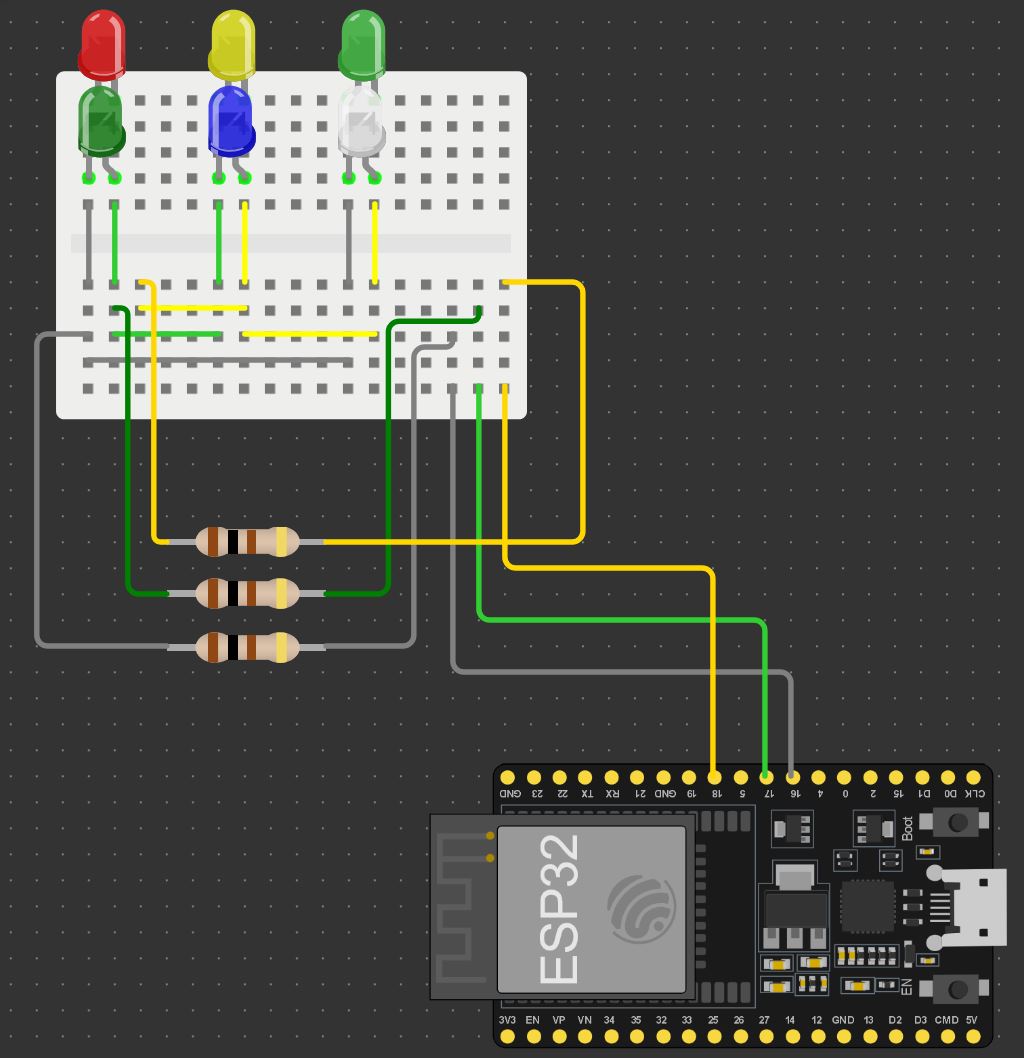 GND 23 22 TX RX 21 GND 19 18 5 17 16 4 0 2 15 D1 D0 CLK
Boot
ESP32
EN
3V3 EN VP VN 34 35 32 33 25 26 27 14 12 GND 13 D2 D3 CMD 5V